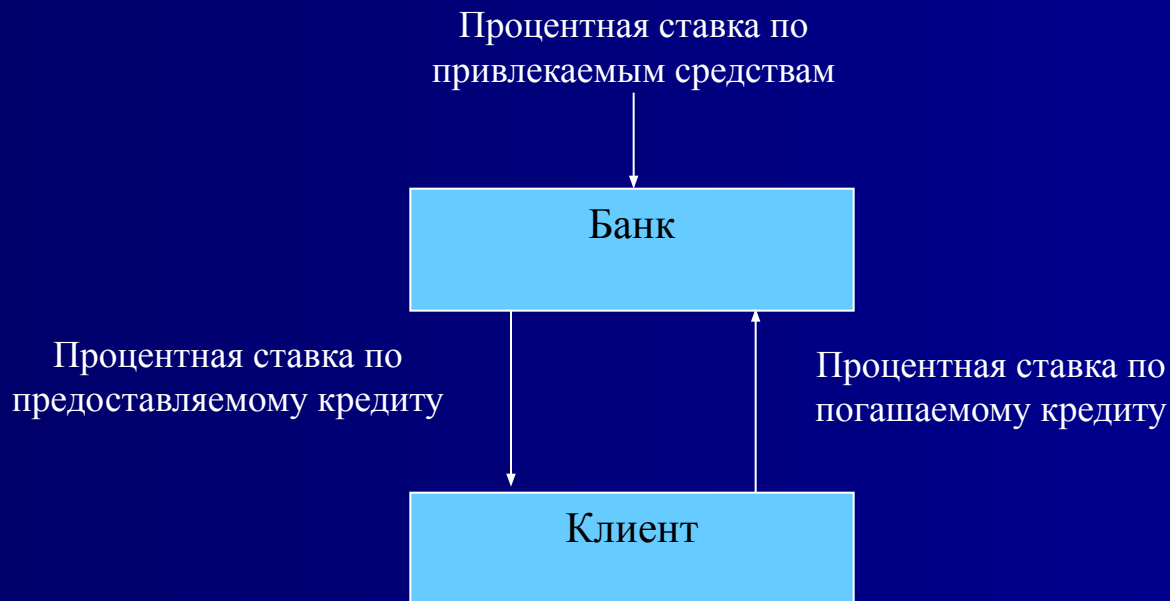 Процентная ставка по
привлекаемым средствам
Банк
Процентная ставка по
предоставляемому кредиту
Процентная ставка по
погашаемому кредиту
Клиент